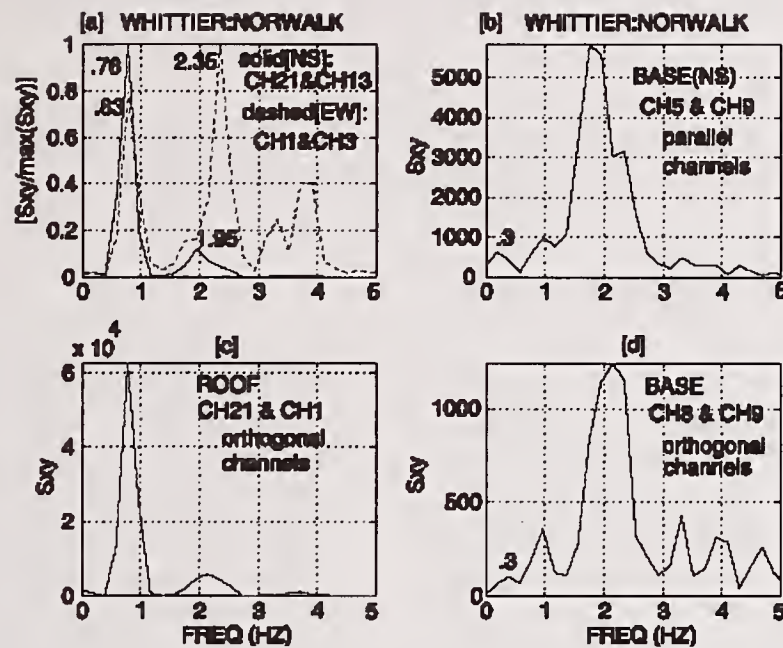 [a] WHITTIER:NORWALK
1
0.8
0.6
0.4
0.2
0
[Sxy/max(Sxy)]
.76
.83
2.35
solid[NS]:
CH21&CH13
dashed[EW]:
CH1&CH3
1.95
0 1 2 3 4 5
[b] WHITTIER:NORWALK
5000
4000
3000
2000
1000
0
Sxy
BASE(NS)
CH5 & CH9
parallel
channels
.3
0 1 2 3 4 5
x 10 4
[c]
6
4
2
0
Sxy
ROOF
CH21 & CH1
orthogonal
channels
0 1 2 3 4 5
FREQ (HZ)
[d]
1000
500
0
Sxy
BASE
CH8 & CH9
orthogonal
channels
.3
0 1 2 3 4 5
FREQ (HZ)